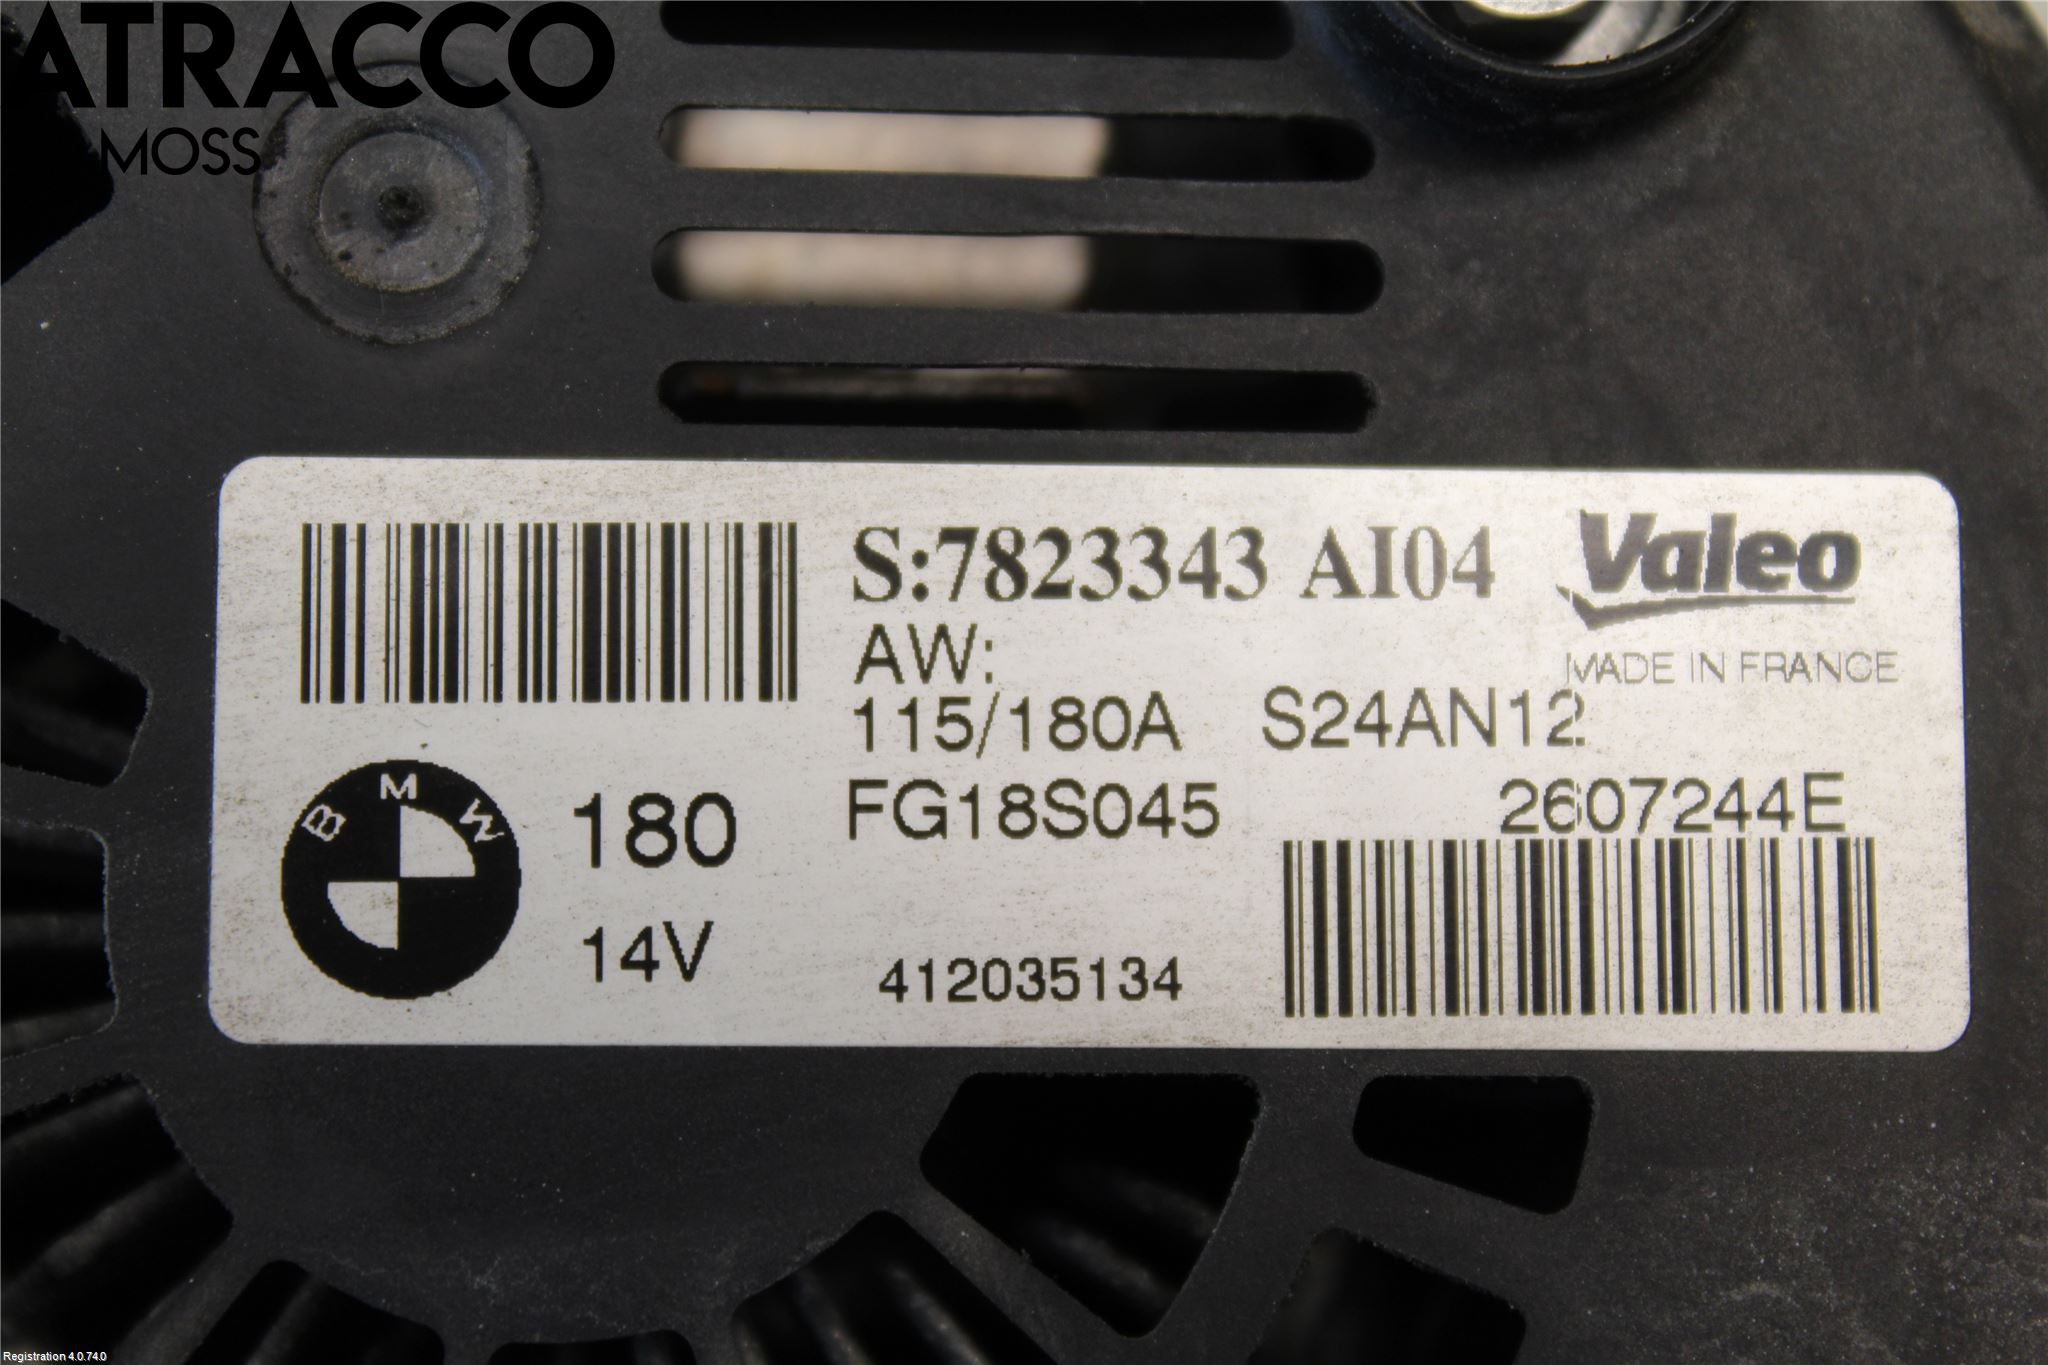 ATRACCO
MOSS
S:7823343 AI04
Valeo
AW:
MADE IN FRANCE
115/180A S24AN12
BMW
180
FG18S045
2607244E
14V
412035134
Registration 4.0.74.0